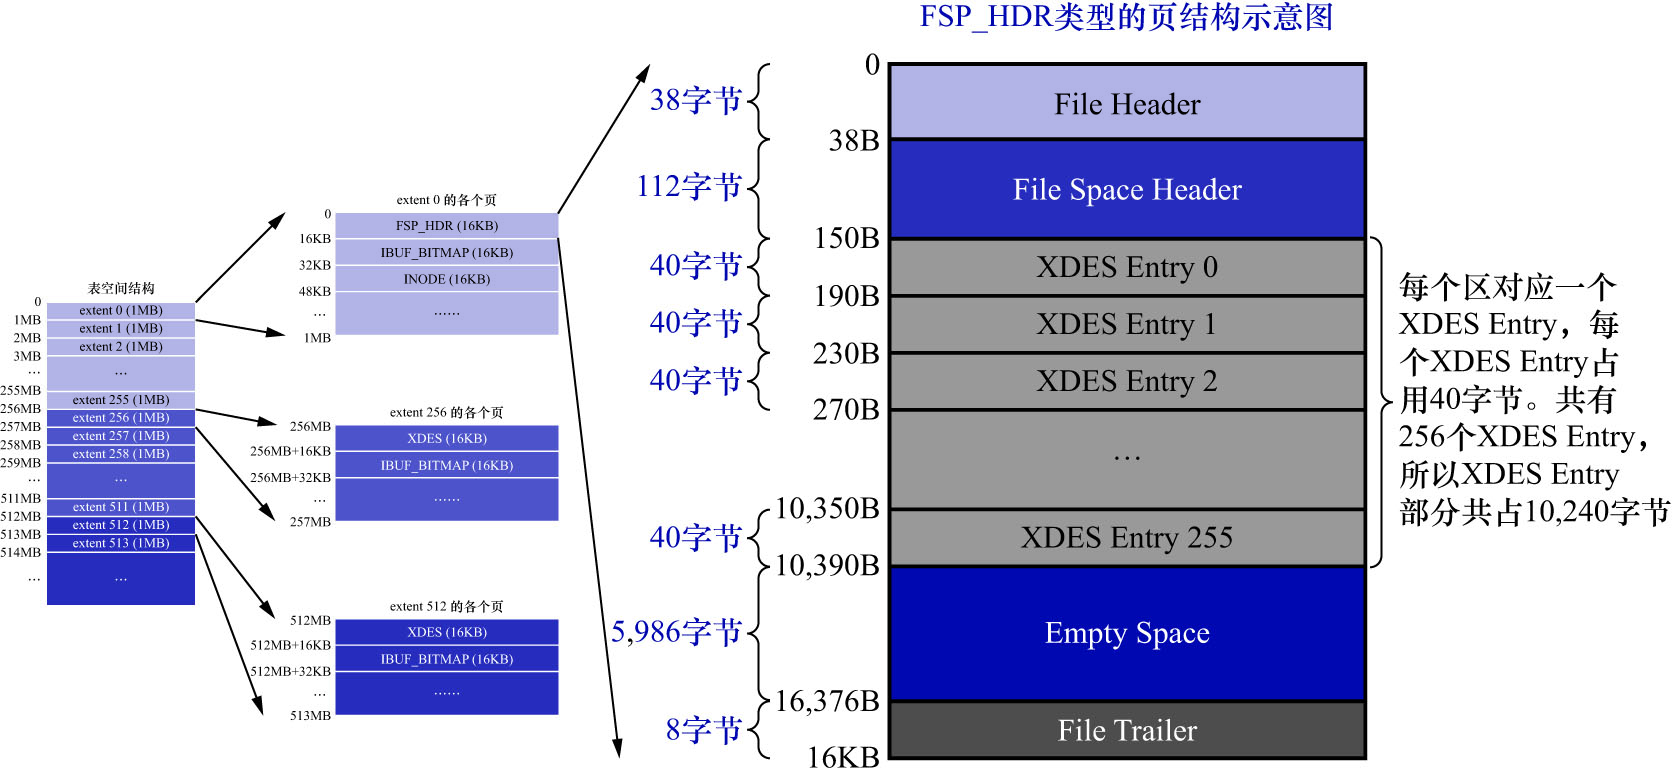 FSP_HDR类型的页结构示意图
表空间结构
0
extent 0 (1MB)
1MB
extent 1 (1MB)
2MB
extent 2 (1MB)
3MB
...
...
255MB
extent 255 (1MB)
256MB
extent 256 (1MB)
257MB
extent 257 (1MB)
258MB
extent 258 (1MB)
259MB
...
...
511MB
extent 511 (1MB)
512MB
extent 512 (1MB)
513MB
extent 513 (1MB)
514MB
...
...
extent 0 的各个页
0
FSP_HDR (16KB)
16KB
IBUF_BITMAP (16KB)
32KB
INODE (16KB)
48KB
...
......
1MB
extent 256 的各个页
256MB
XDES (16KB)
256MB+16KB
IBUF_BITMAP (16KB)
256MB+32KB
...
......
257MB
extent 512 的各个页
512MB
XDES (16KB)
512MB+16KB
IBUF_BITMAP (16KB)
512MB+32KB
...
......
513MB
0
38字节
File Header
38B
112字节
File Space Header
150B
40字节
XDES Entry 0
190B
40字节
XDES Entry 1
230B
40字节
XDES Entry 2
270B
...
10,350B
40字节
XDES Entry 255
10,390B
5,986字节
Empty Space
16,376B
8字节
File Trailer
16KB
每个区对应一个
XDES Entry，每
个XDES Entry占
用40字节。共有
256个XDES Entry，
所以XDES Entry
部分共占10,240字节